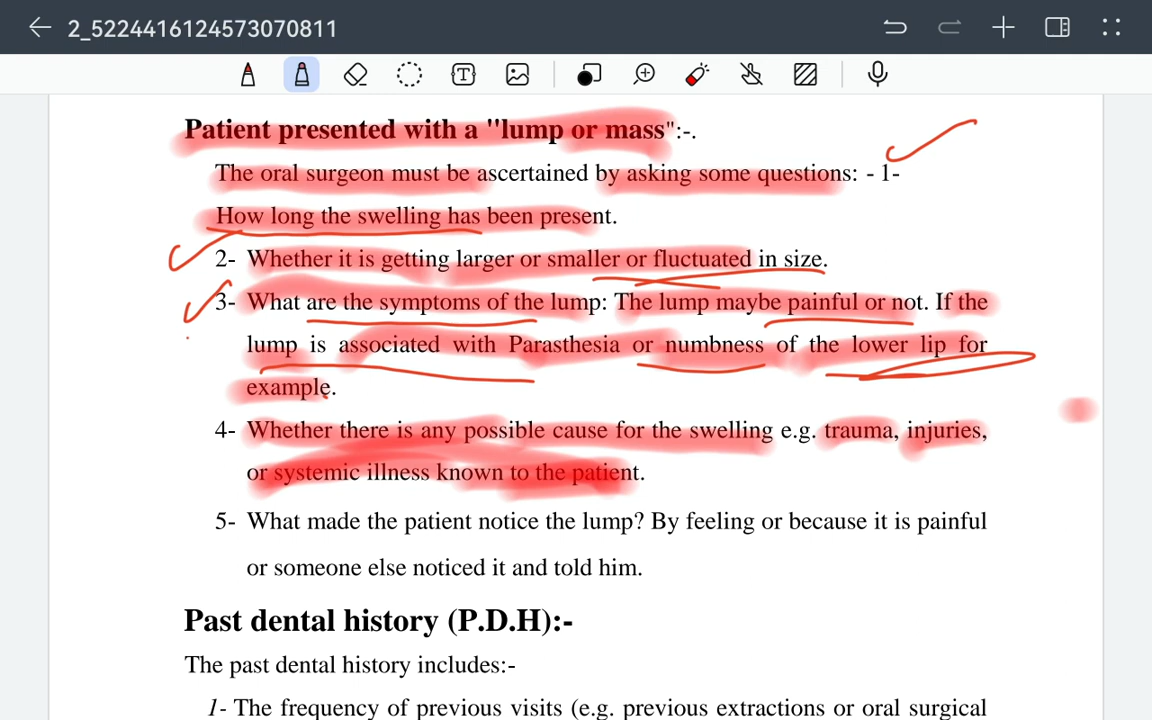 2_5224416124573070811
Patient presented with a "lump or mass":-.
The oral surgeon must be ascertained by asking some questions: - 1-
How long the swelling has been present.
2- Whether it is getting larger or smaller or fluctuated in size.
3- What are the symptoms of the lump: The lump maybe painful or not. If the
lump is associated with Parasthesia or numbness of the lower lip for
example.
4- Whether there is any possible cause for the swelling e.g. trauma, injuries,
or systemic illness known to the patient.
5- What made the patient notice the lump? By feeling or because it is painful
or someone else noticed it and told him.
Past dental history (P.D.H):-
The past dental history includes:-
1- The frequency of previous visits (e.g. previous extractions or oral surgical